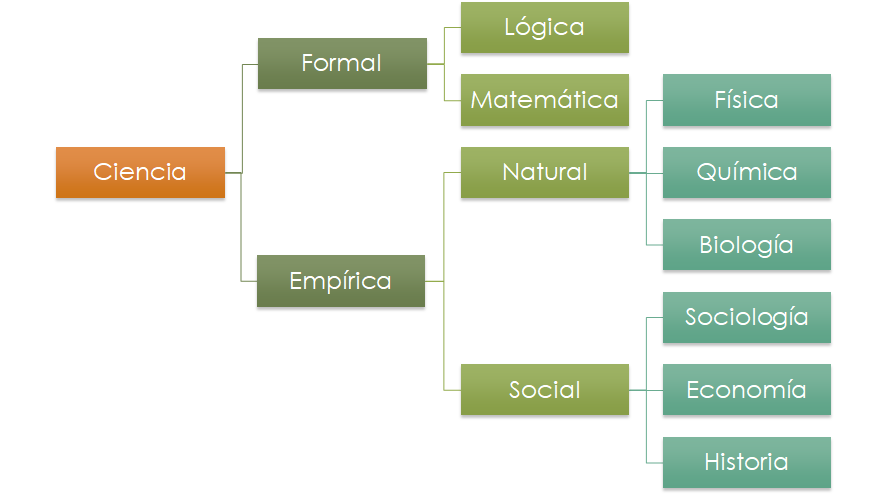 Ciencia
Formal
Lógica
Matemática
Empírica
Natural
Física
Química
Biología
Social
Sociología
Economía
Historia